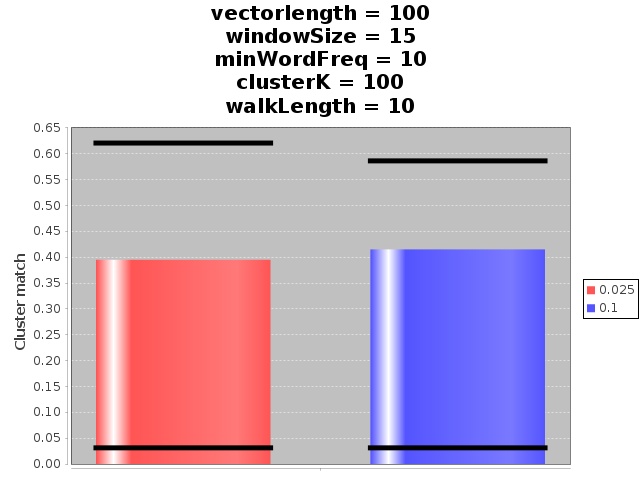 vectorlength = 100
windowSize = 15
minWordFreq = 10
clusterK = 100
walkLength = 10
0.65
0.60
0.55
0.50
0.45
0.40
0.35
0.30
0.25
0.20
0.15
0.10
0.05
0.00
Cluster match
0.025
0.1